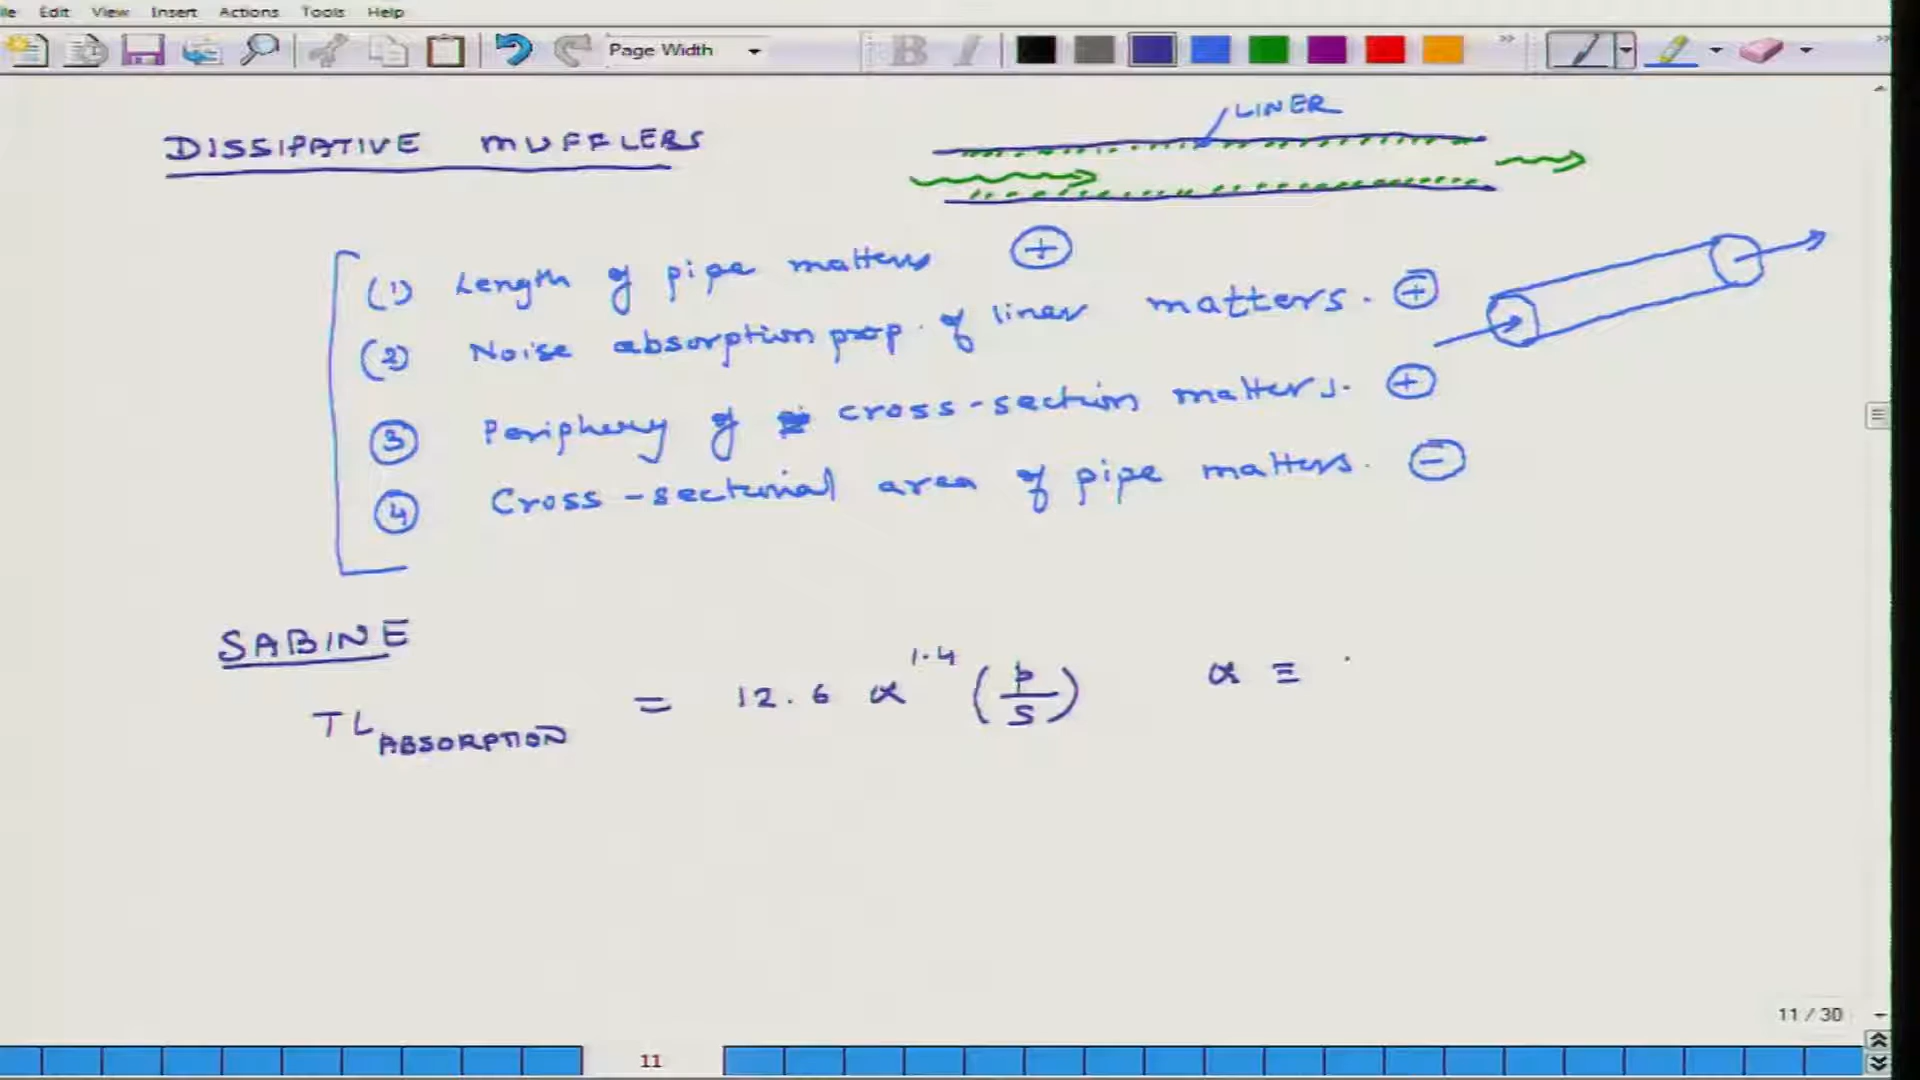 Edit View Insert Actions Tools Help
Page Width
DISSIPATIVE MUFFLERS
LINER
(1) Length of pipe matters +
(2) Noise absorption prop. of liner matters. +
3 Periphery of cross-section matters. +
4 Cross-sectional area of pipe matters. -
SABINE
TL ABSORPTION = 12.6 α^1.4 (P/S) α ≡
11 / 30
11